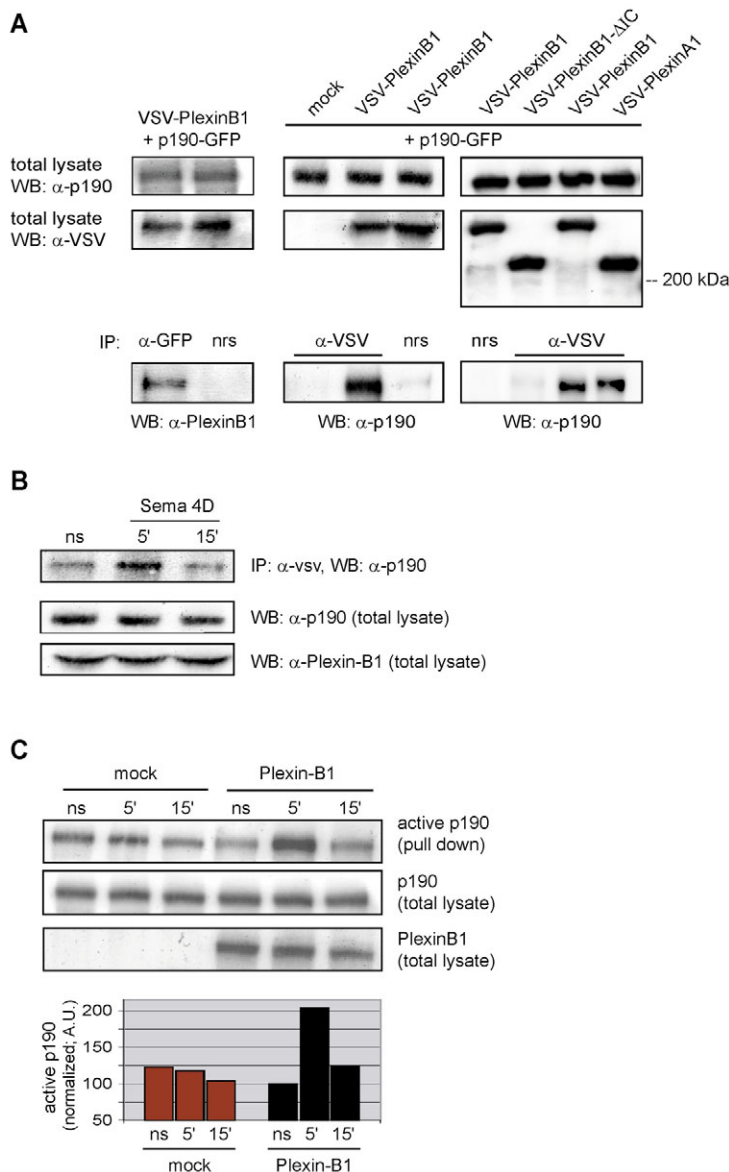 A
mock
VSV-PlexinB1
VSV-PlexinB1
VSV-PlexinB1
VSV-PlexinB1-ΔIC
VSV-PlexinB1
VSV-PlexinA1
VSV-PlexinB1
+ p190-GFP
+ p190-GFP
total lysate
WB: α-p190
total lysate
WB: α-VSV
-- 200 kDa
IP: α-GFP nrs α-VSV nrs nrs α-VSV
WB: α-PlexinB1 WB: α-p190 WB: α-p190
B
Sema 4D
ns 5' 15'
IP: α-vsv, WB: α-p190
WB: α-p190 (total lysate)
WB: α-Plexin-B1 (total lysate)
C
mock Plexin-B1
ns 5' 15' ns 5' 15'
active p190
(pull down)
p190
(total lysate)
PlexinB1
(total lysate)
active p190
(normalized; A.U.)
200
150
100
50
ns 5' 15' ns 5' 15'
mock Plexin-B1